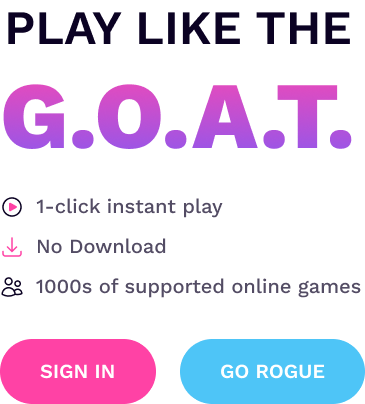 PLAY LIKE THE
G.O.A.T.
1-click instant play
No Download
1000s of supported online games
SIGN IN
GO ROGUE